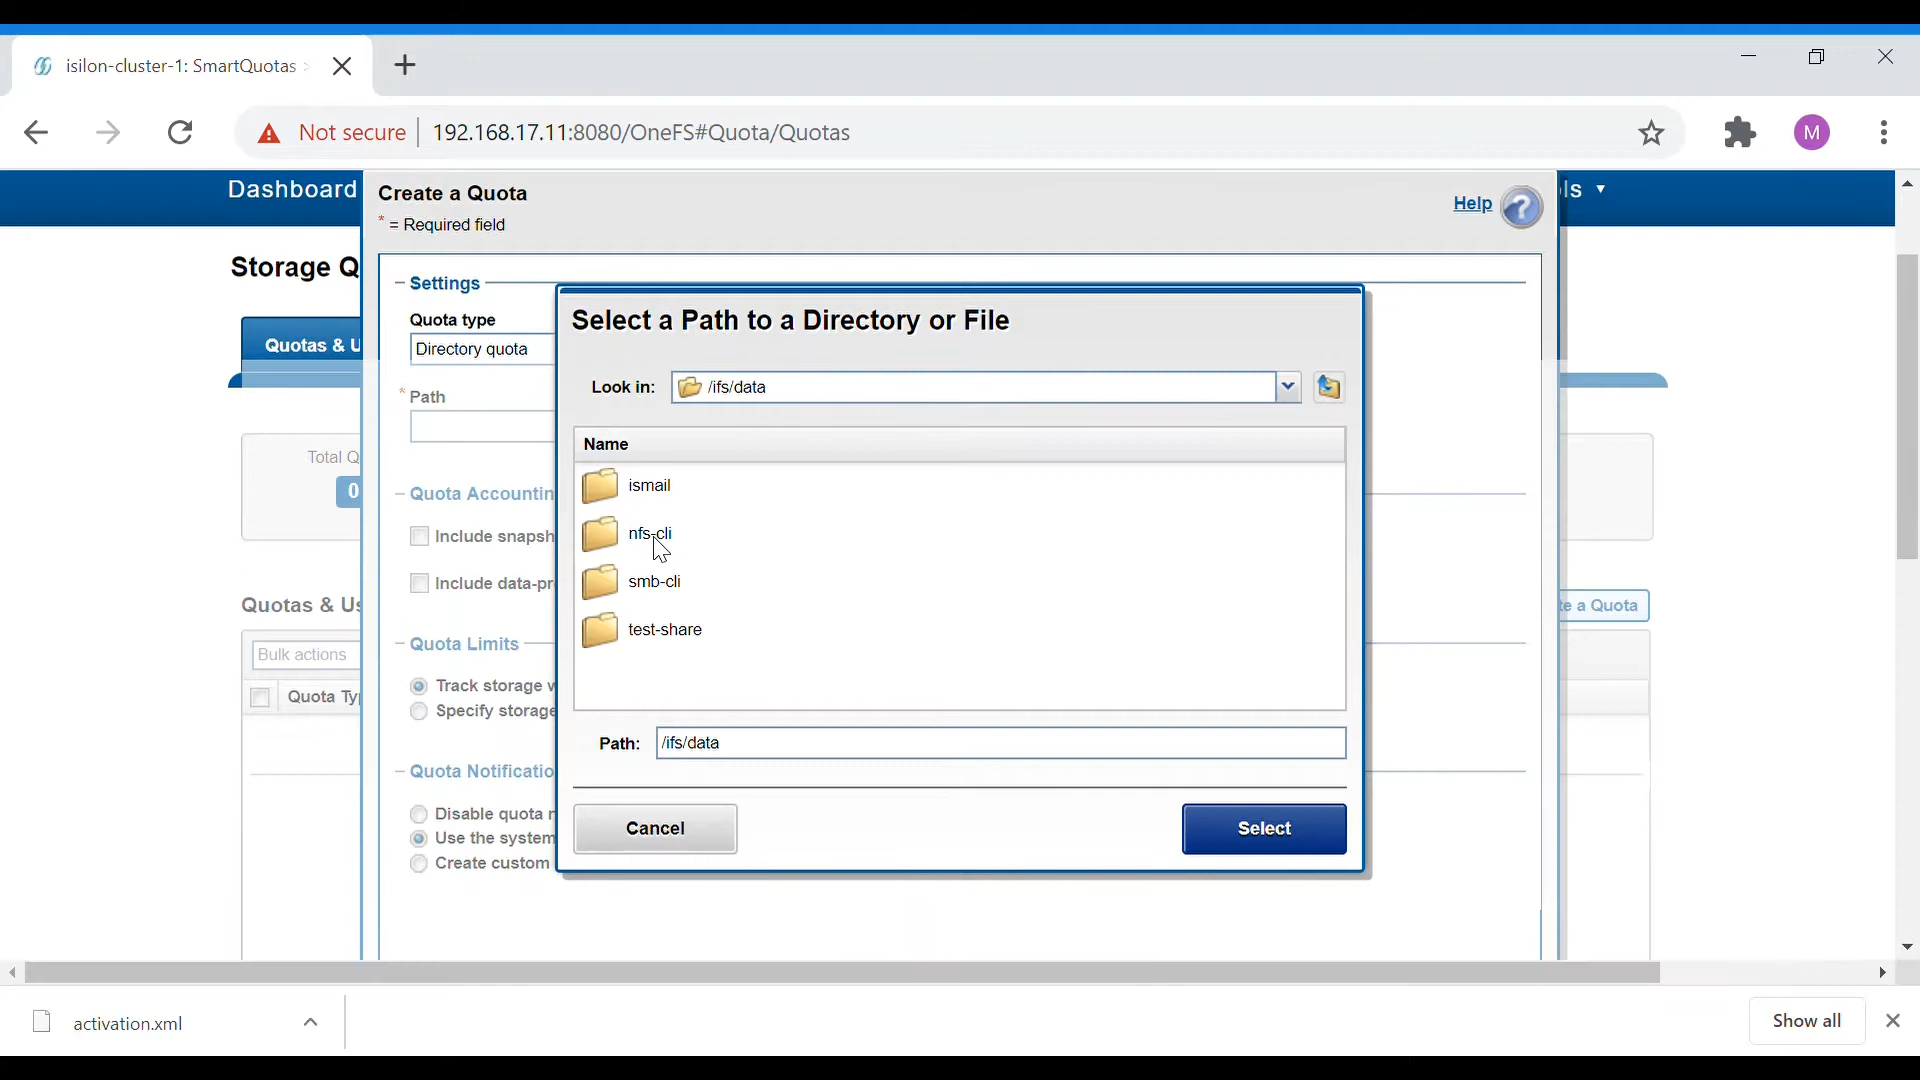 isilon-cluster-1: SmartQuotas >
Not secure
192.168.17.11:8080/OneFS#Quota/Quotas
M
Dashboard
ls
Create a Quota
* = Required field
Help
?
Storage Q
Settings
Quota type
Directory quota
Quotas & U
* Path
Total Q
0
Quota Accountin
Include snapsh
Include data-pr
Quotas & Us
te a Quota
Bulk actions
Quota Limits
Quota Typ
Track storage w
Specify storage
Quota Notificatio
Disable quota n
Use the system
Create custom
Select a Path to a Directory or File
Look in:
/ifs/data
Name
ismail
nfs-cli
smb-cli
test-share
Path:
/ifs/data
Cancel
Select
activation.xml
Show all